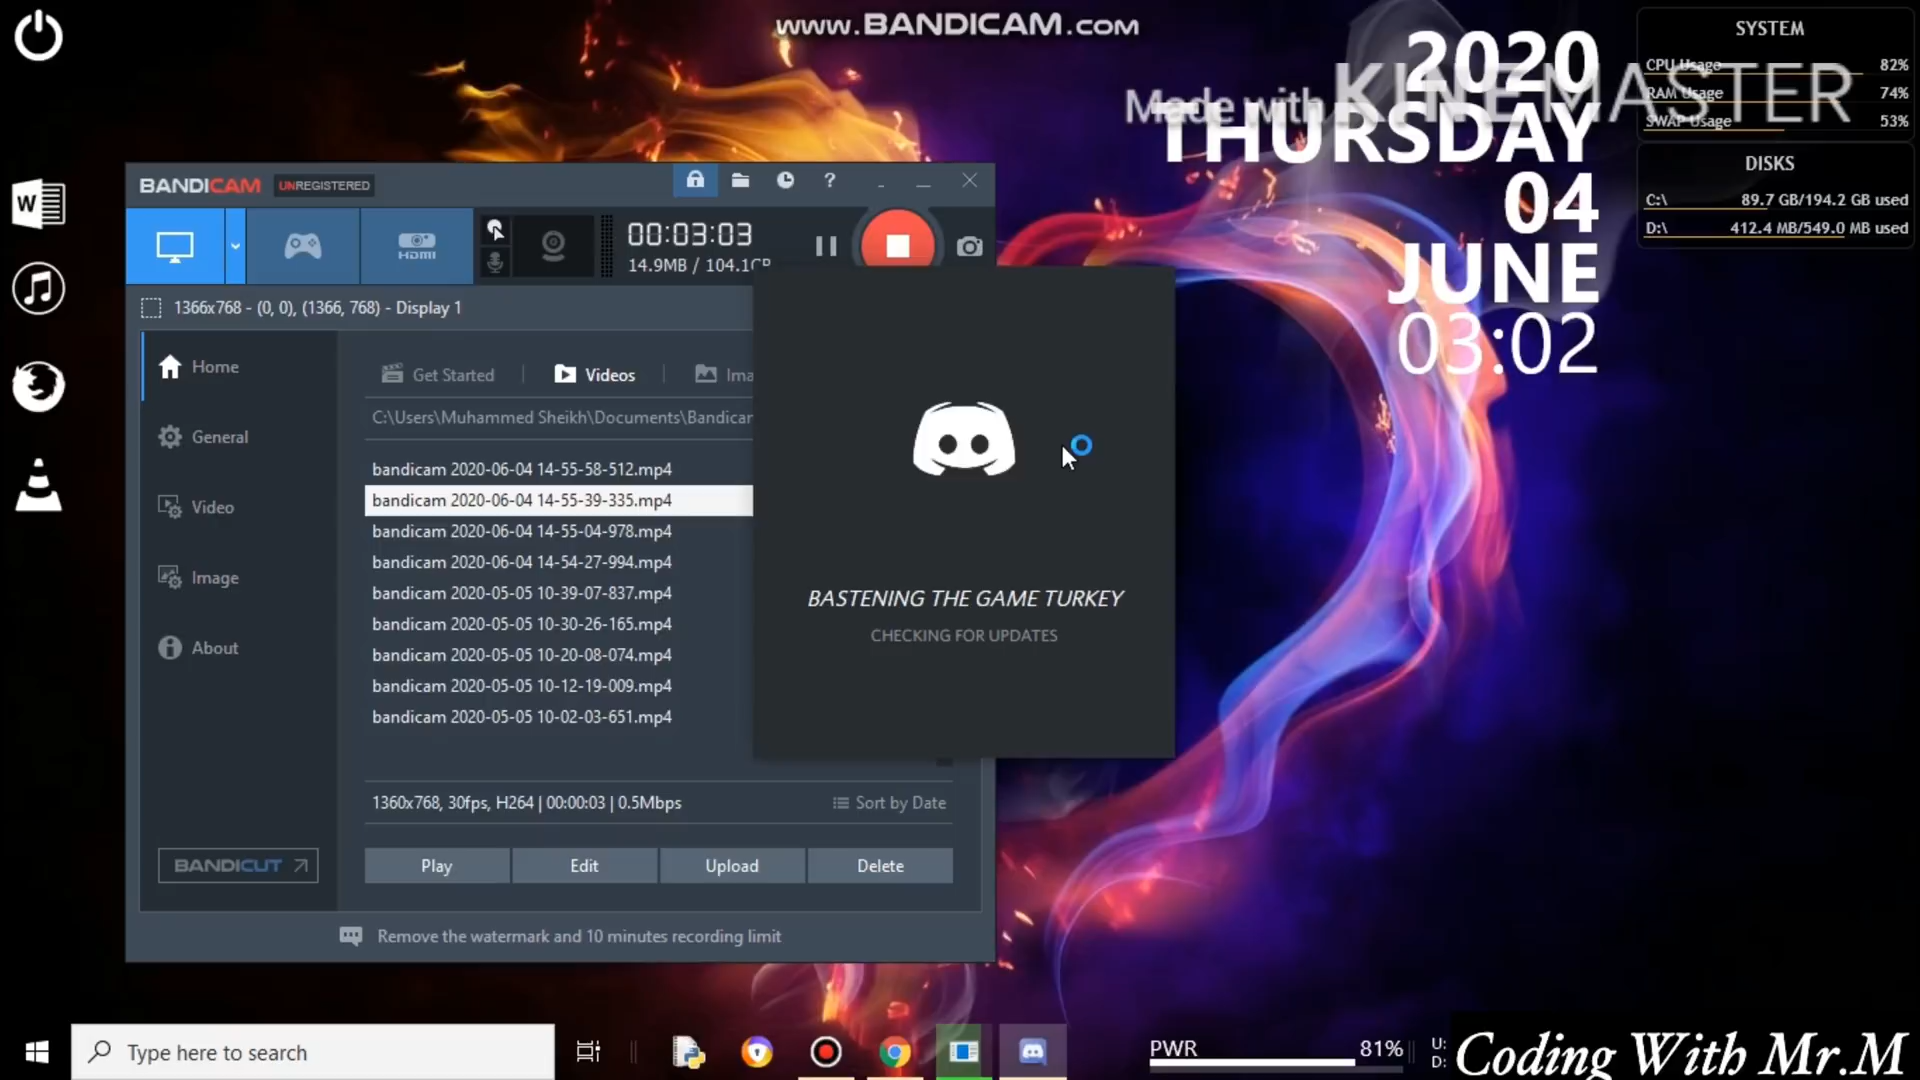 www.BANDICAM.com
Made with KINEMASTER
2020
THURSDAY
04
JUNE
03:02
SYSTEM
CPU Usage 82%
RAM Usage 74%
SWAP Usage 53%
DISKS
C:\ 89.7 GB/194.2 GB used
D:\ 412.4 MB/549.0 MB used
BANDICAM UNREGISTERED
?
HDMI
00:03:03
14.9MB / 104.1
1366x768 - (0, 0), (1366, 768) - Display 1
Home
General
Video
Image
About
BANDICUT
Get Started
Videos
Ima
C:\Users\Muhammed Sheikh\Documents\Bandicam
bandicam 2020-06-04 14-55-58-512.mp4
bandicam 2020-06-04 14-55-39-335.mp4
bandicam 2020-06-04 14-55-04-978.mp4
bandicam 2020-06-04 14-54-27-994.mp4
bandicam 2020-05-05 10-39-07-837.mp4
bandicam 2020-05-05 10-30-26-165.mp4
bandicam 2020-05-05 10-20-08-074.mp4
bandicam 2020-05-05 10-12-19-009.mp4
bandicam 2020-05-05 10-02-03-651.mp4
1360x768, 30fps, H264 | 00:00:03 | 0.5Mbps
Sort by Date
Play
Edit
Upload
Delete
Remove the watermark and 10 minutes recording limit
BASTENING THE GAME TURKEY
CHECKING FOR UPDATES
W
Type here to search
PWR 81%
U:
D:
Coding With Mr.M